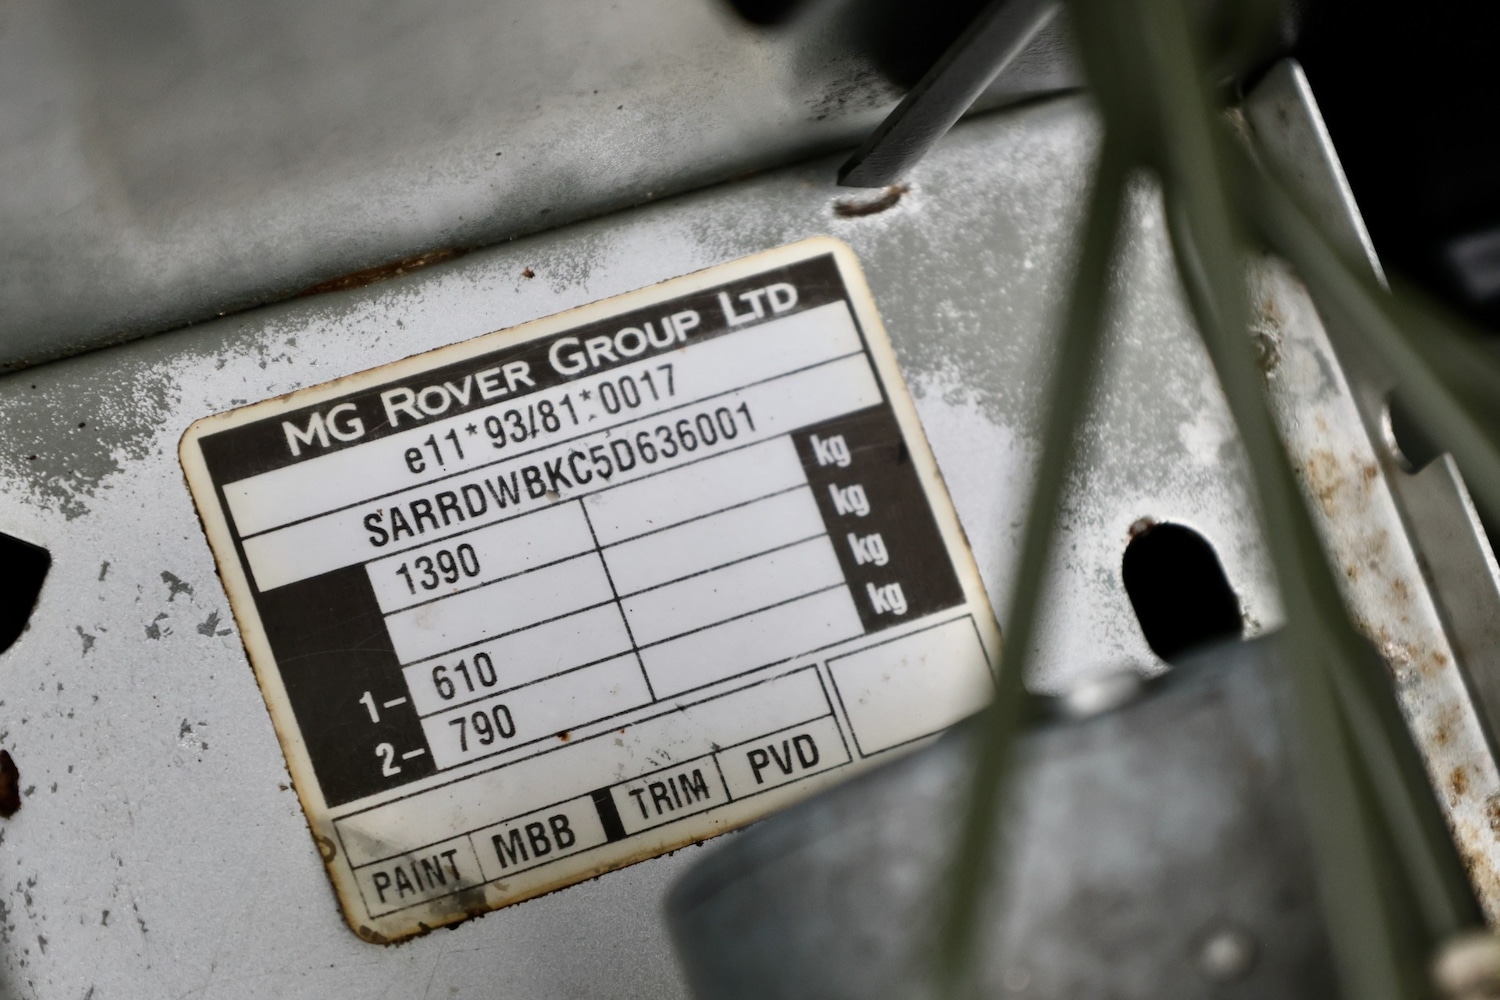 MG ROVER GROUP LTD
e11*93/81*0017
SARRDWBKC5D636001
1390 kg
kg
1- 610 kg
2- 790 kg
PAINT MBB TRIM PVD